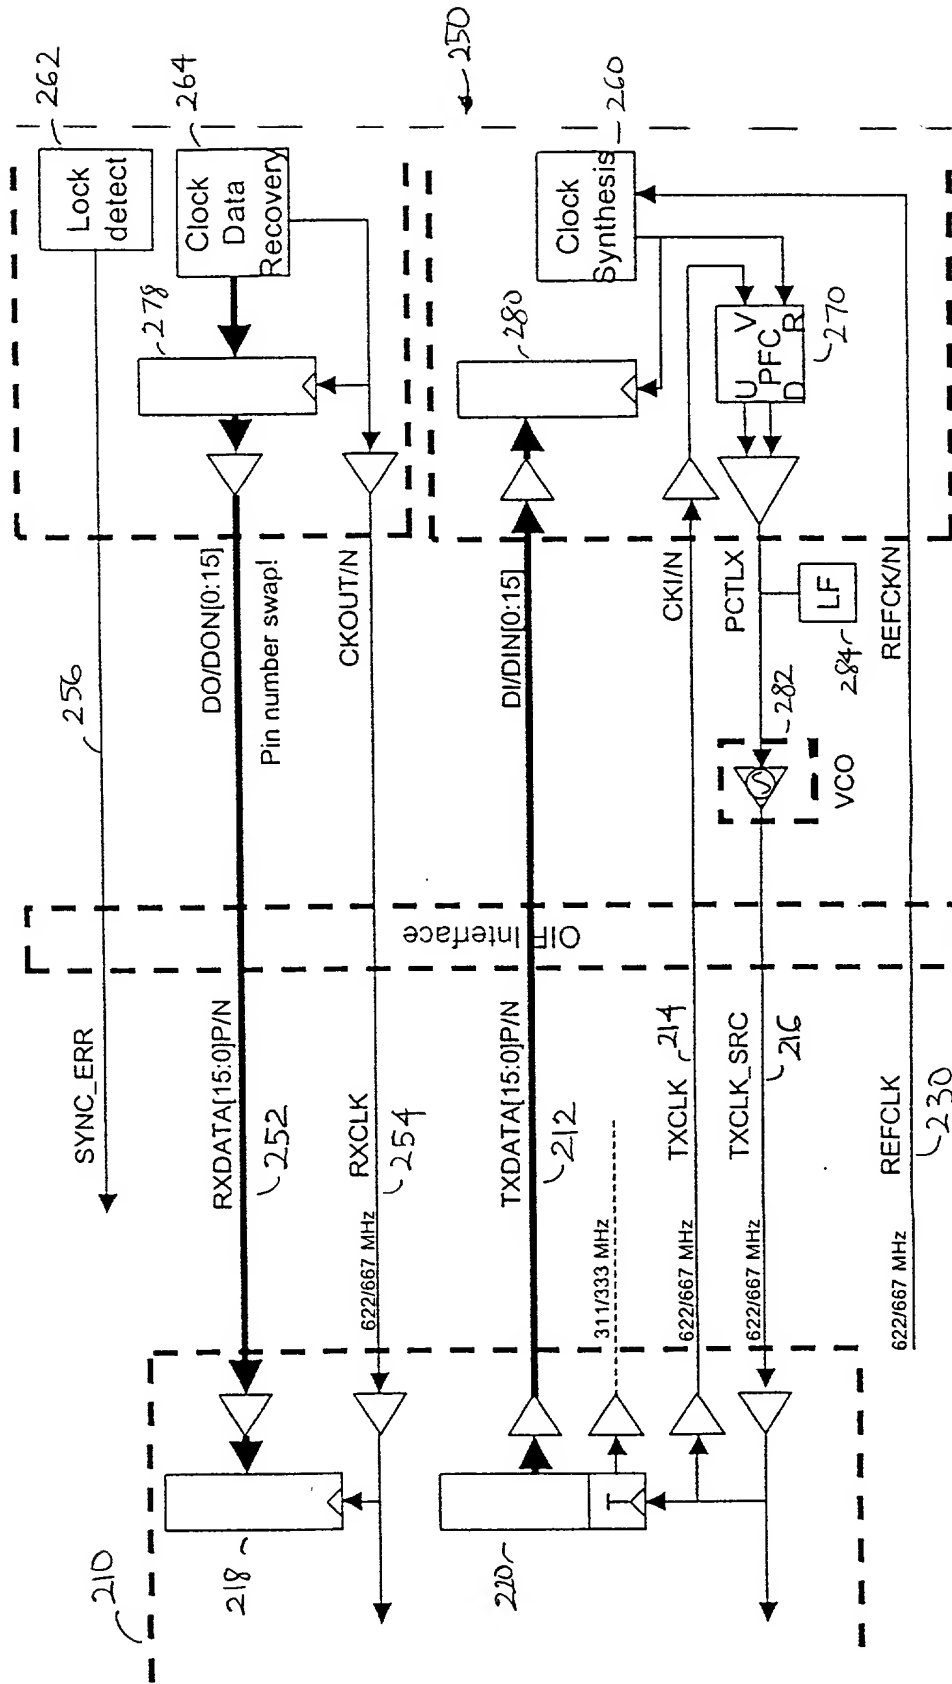 262
Lock
detect
264
Clock
Data
Recovery
278
250
260
Clock
Synthesis
280
V
R
PFC
U
D
270
256
DO/DON[0:15]
Pin number swap!
CKOUT/N
DI/DIN[0:15]
CKI/N
PCTLX
LF
284
REFCK/N
282
VCO
OIF Interface
SYNC_ERR
RXDATA[15:0]P/N
252
RXCLK
254
622/667 MHz
TXDATA[15:0]P/N
212
311/333 MHz
TXCLK
214
622/667 MHz
TXCLK_SRC
216
622/667 MHz
REFCLK
230
622/667 MHz
210
218
220
T